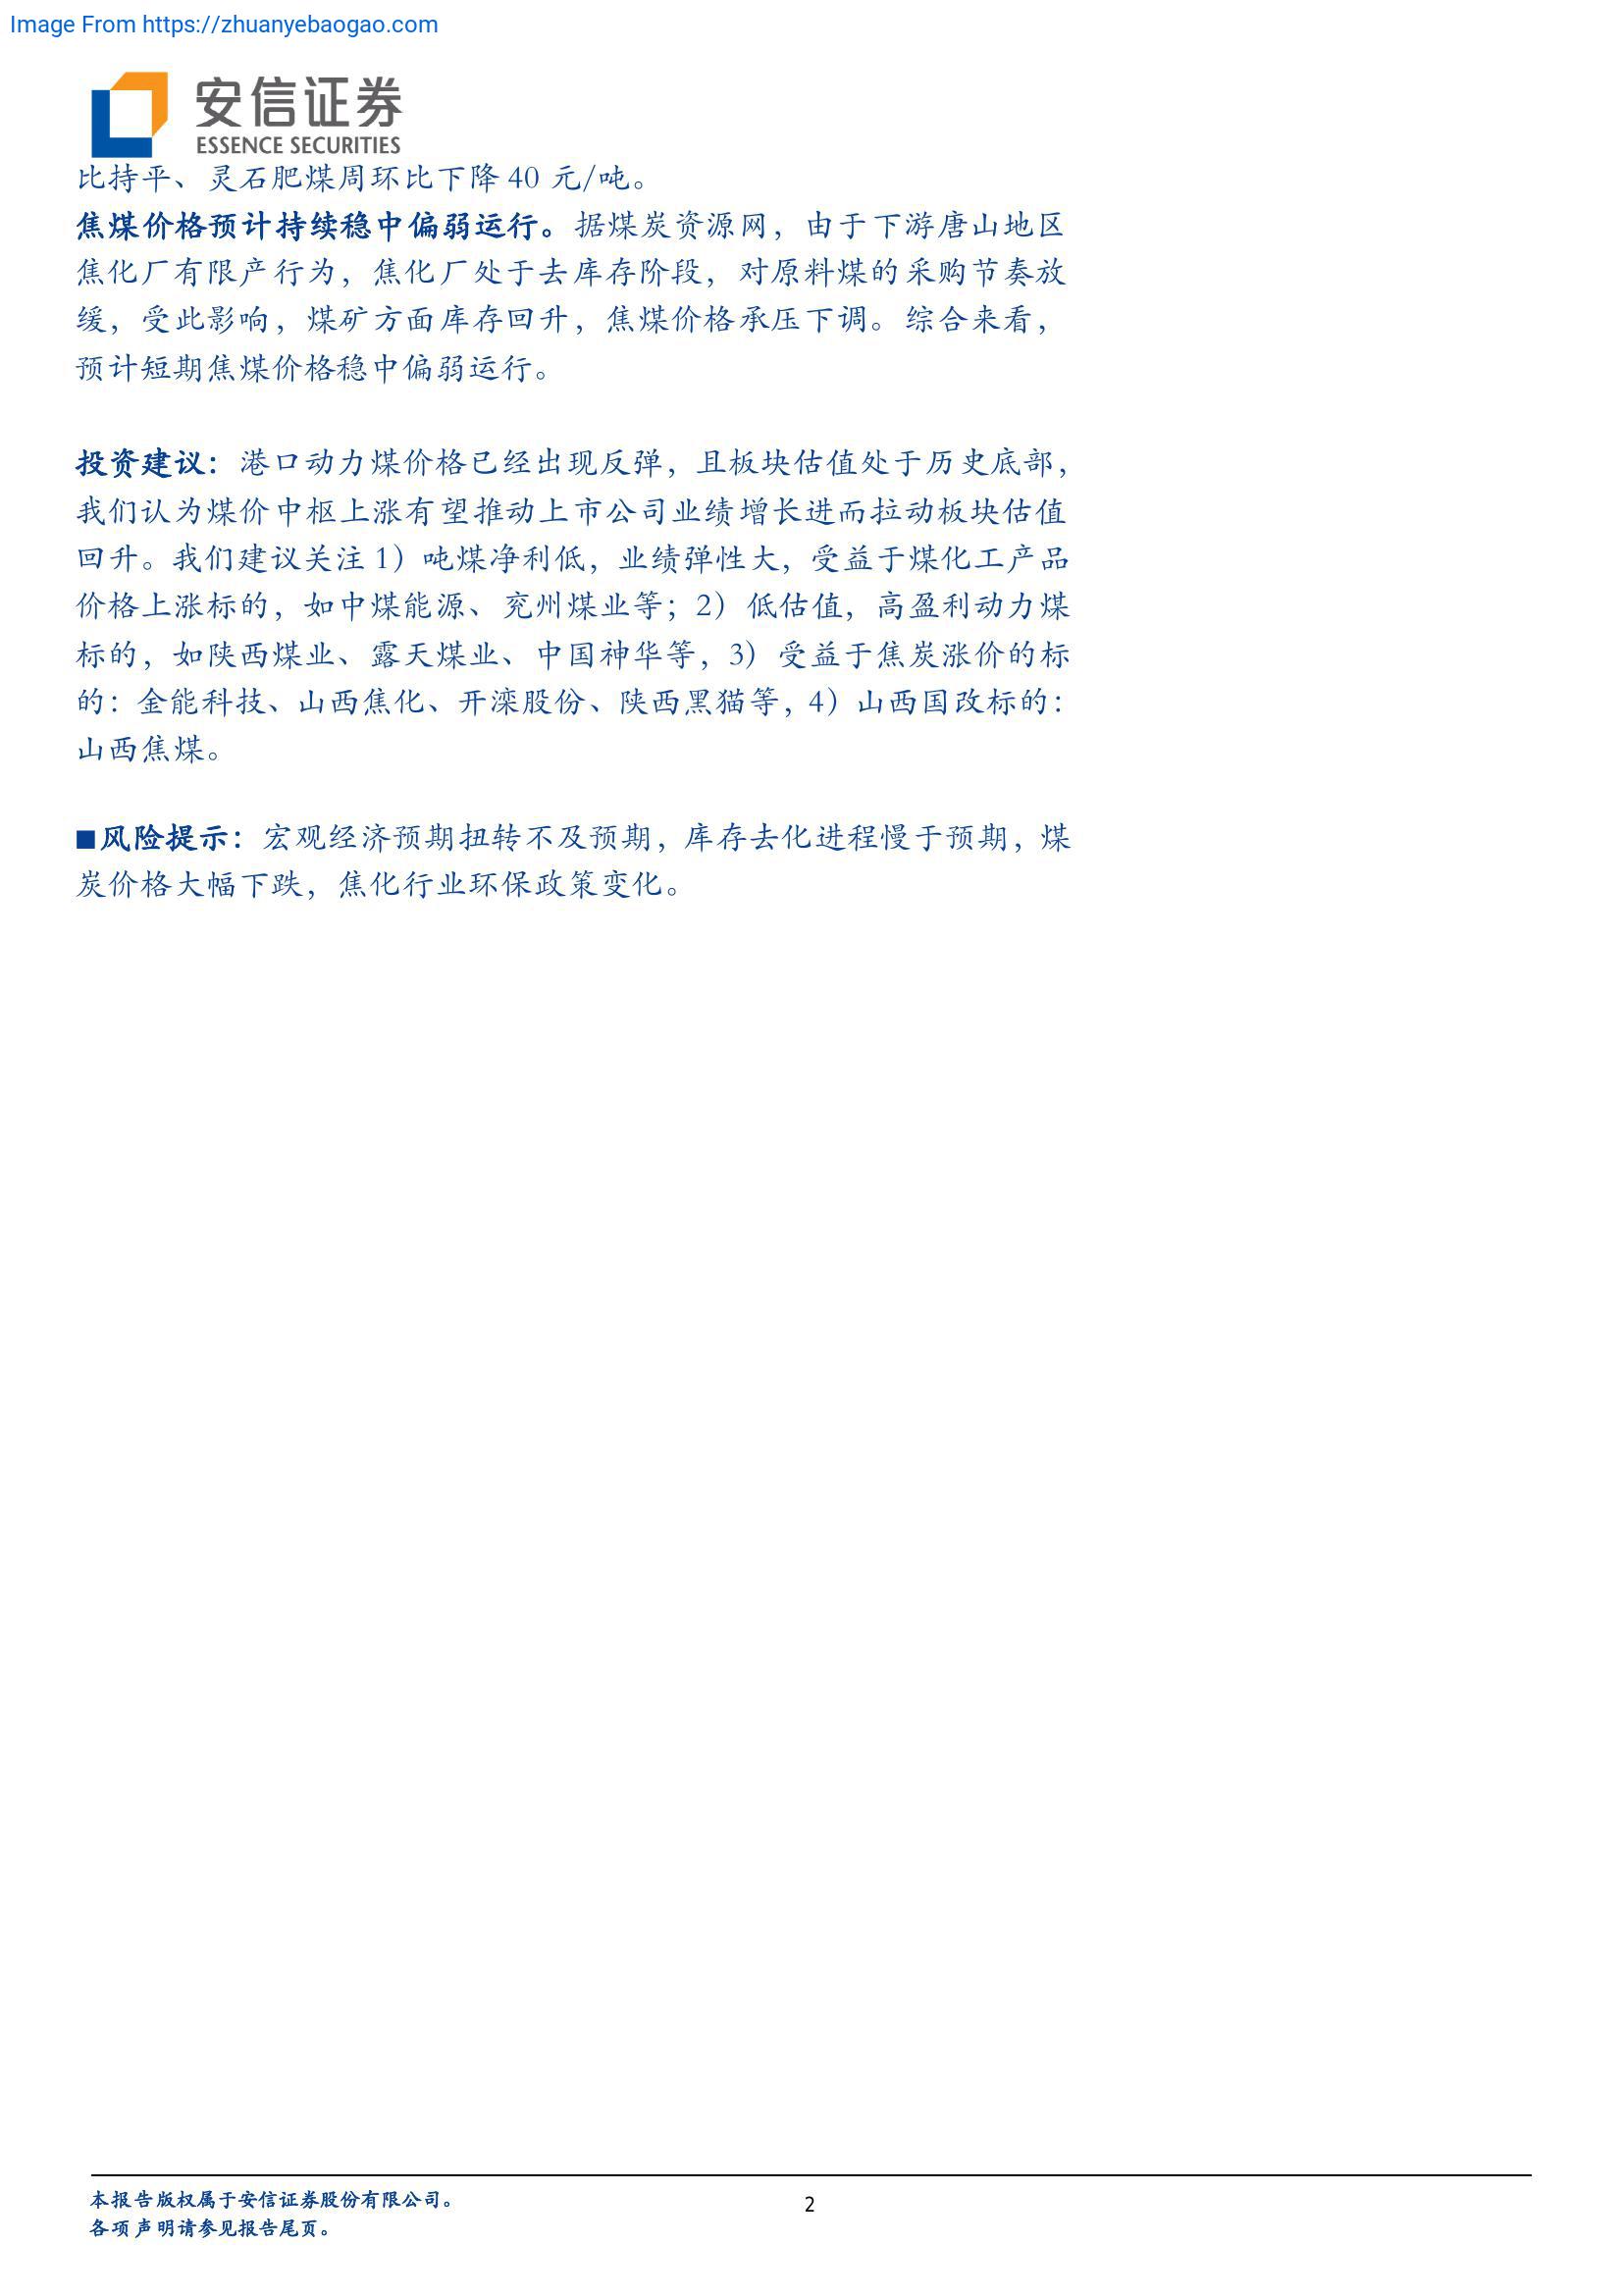 Image From https://zhuanyebaogao.com
安信证券
ESSENCE SECURITIES
比持平、灵石肥煤周环比下降 40 元/吨。
焦煤价格预计持续稳中偏弱运行。据煤炭资源网，由于下游唐山地区
焦化厂有限产行为，焦化厂处于去库存阶段，对原料煤的采购节奏放
缓，受此影响，煤矿方面库存回升，焦煤价格承压下调。综合来看，
预计短期焦煤价格稳中偏弱运行。
投资建议：港口动力煤价格已经出现反弹，且板块估值处于历史底部，
我们认为煤价中枢上涨有望推动上市公司业绩增长进而拉动板块估值
回升。我们建议关注 1）吨煤净利低，业绩弹性大，受益于煤化工产品
价格上涨标的，如中煤能源、兖州煤业等；2）低估值，高盈利动力煤
标的，如陕西煤业、露天煤业、中国神华等，3）受益于焦炭涨价的标
的：金能科技、山西焦化、开滦股份、陕西黑猫等，4）山西国改标的：
山西焦煤。
■风险提示：宏观经济预期扭转不及预期，库存去化进程慢于预期，煤
炭价格大幅下跌，焦化行业环保政策变化。
本报告版权属于安信证券股份有限公司。
2
各项声明请参见报告尾页。